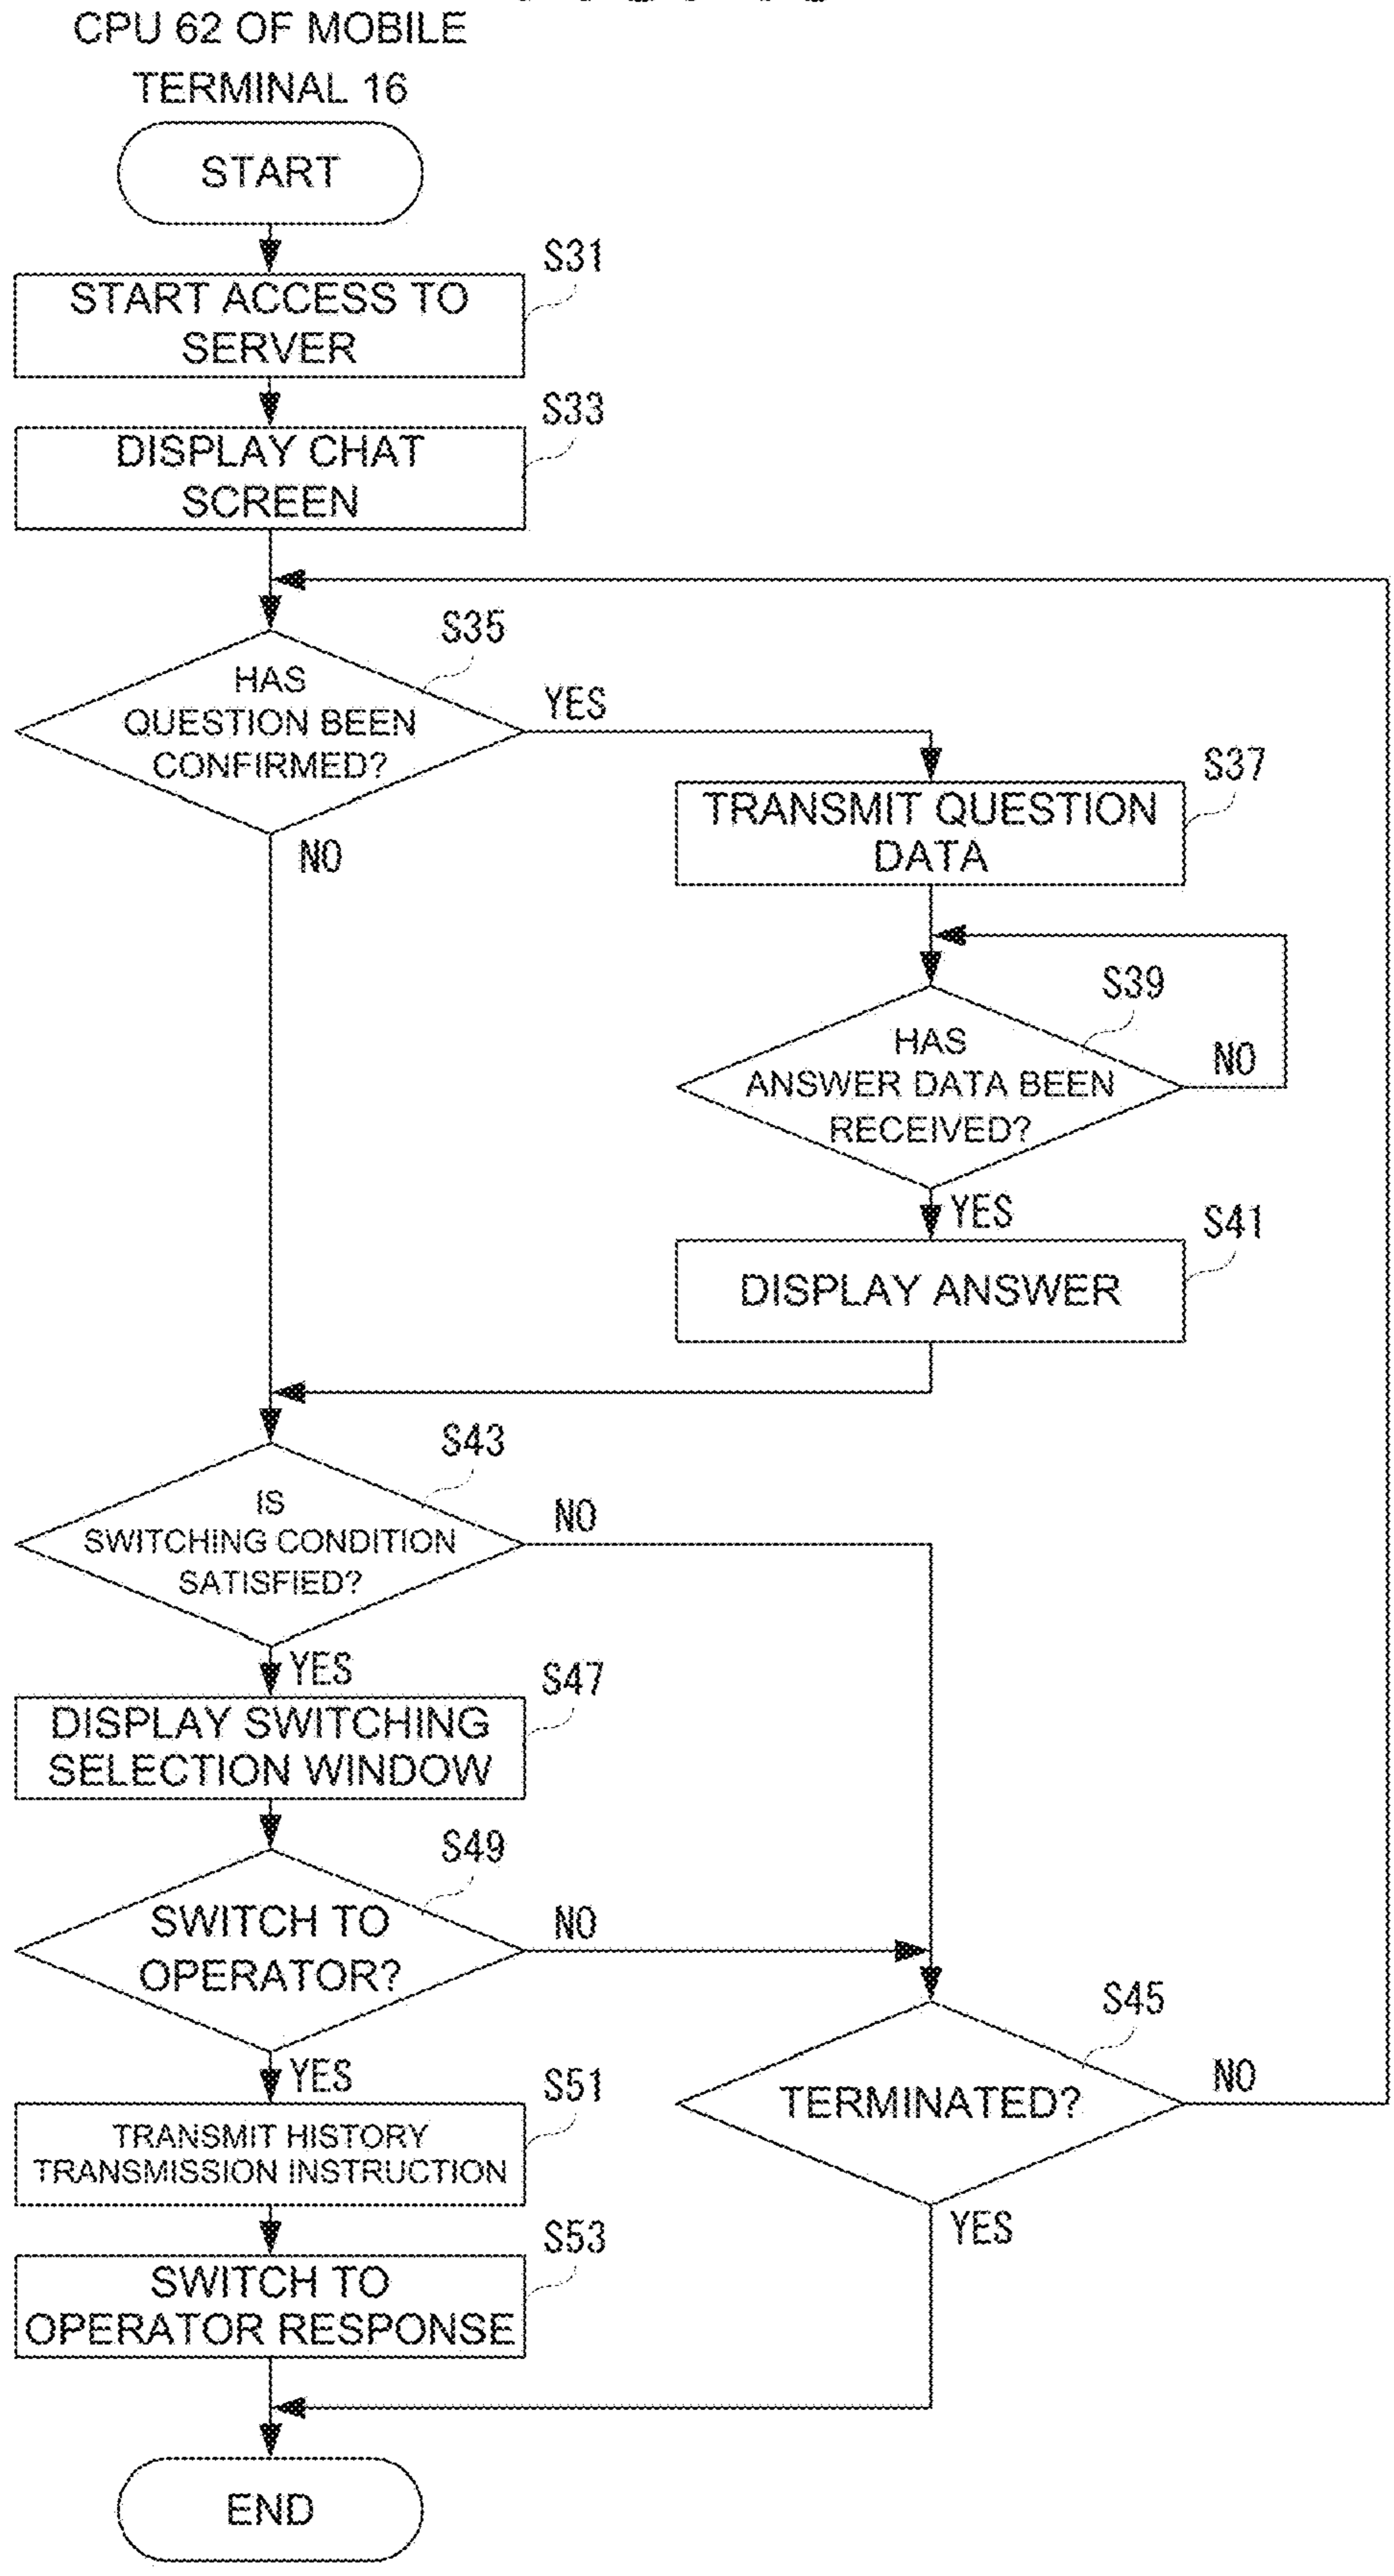 CPU 62 OF MOBILE
TERMINAL 16
START
S31
START ACCESS TO
SERVER
S33
DISPLAY CHAT
SCREEN
S35
HAS
QUESTION BEEN
CONFIRMED?
YES
NO
S37
TRANSMIT QUESTION
DATA
S39
HAS
ANSWER DATA BEEN
RECEIVED?
NO
YES
S41
DISPLAY ANSWER
S43
IS
SWITCHING CONDITION
SATISFIED?
NO
YES
S47
DISPLAY SWITCHING
SELECTION WINDOW
S49
SWITCH TO
OPERATOR?
NO
YES
S45
TERMINATED?
NO
YES
S51
TRANSMIT HISTORY
TRANSMISSION INSTRUCTION
S53
SWITCH TO
OPERATOR RESPONSE
END